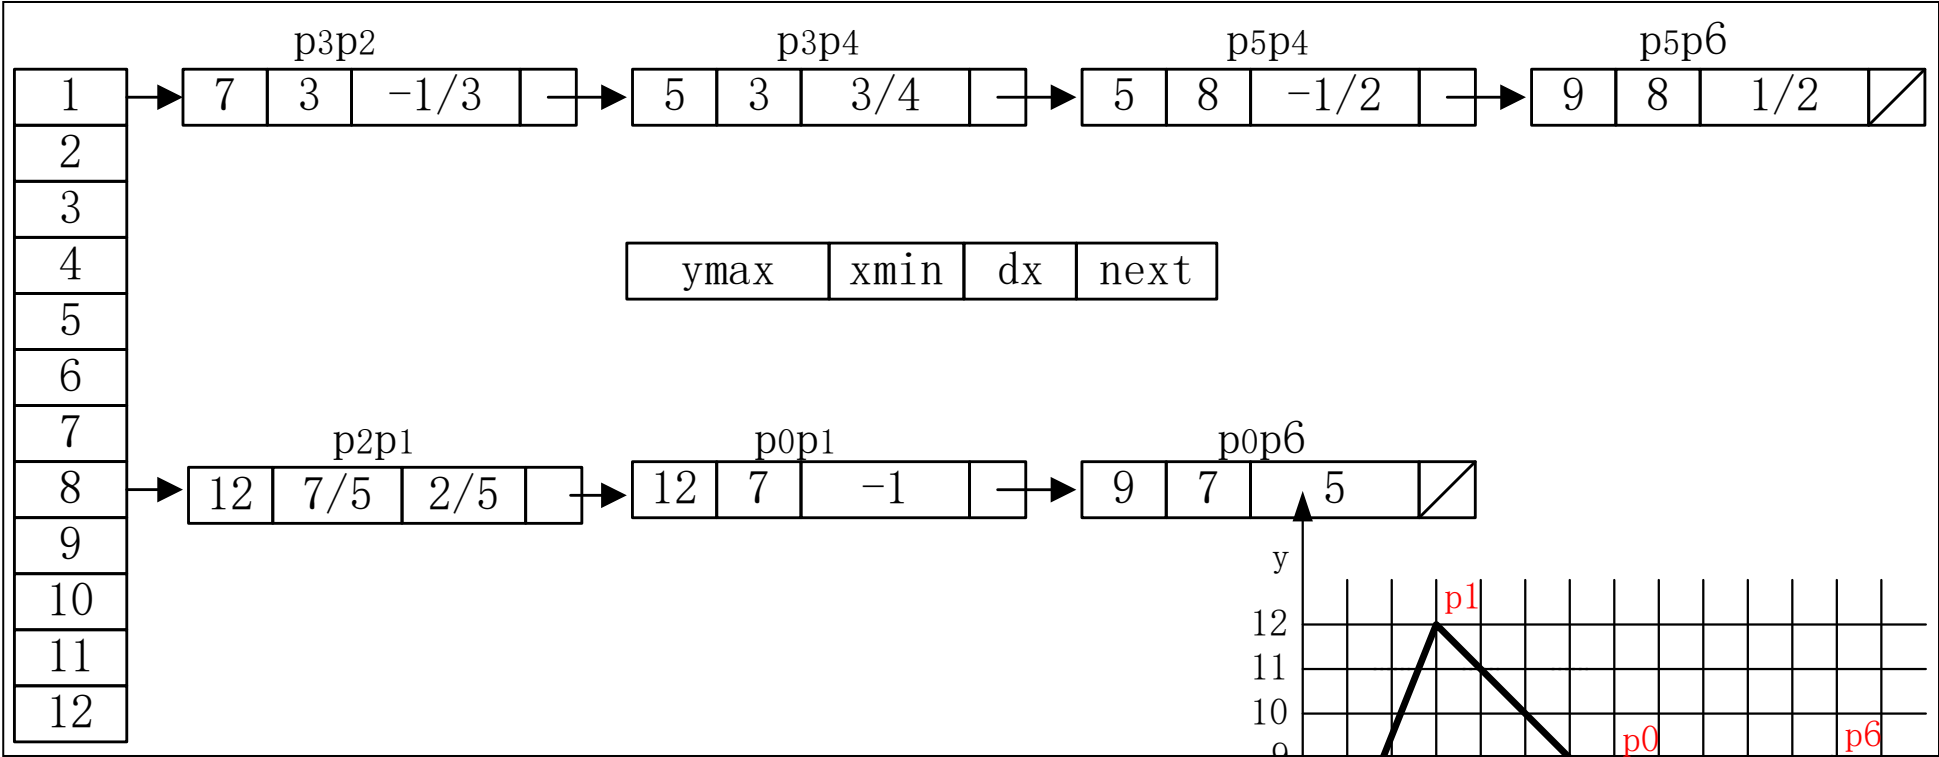 p3p2 p3p4 p5p4 p5p6
1 7 3 -1/3 5 3 3/4 5 8 -1/2 9 8 1/2
2
3
4 ymax xmin dx next
5
6
7
p2p1 p0p1 p0p6
8 12 7/5 2/5 12 7 -1 9 7 5
9
10
11
12
y
p1
12
11
10
9 p0 p6